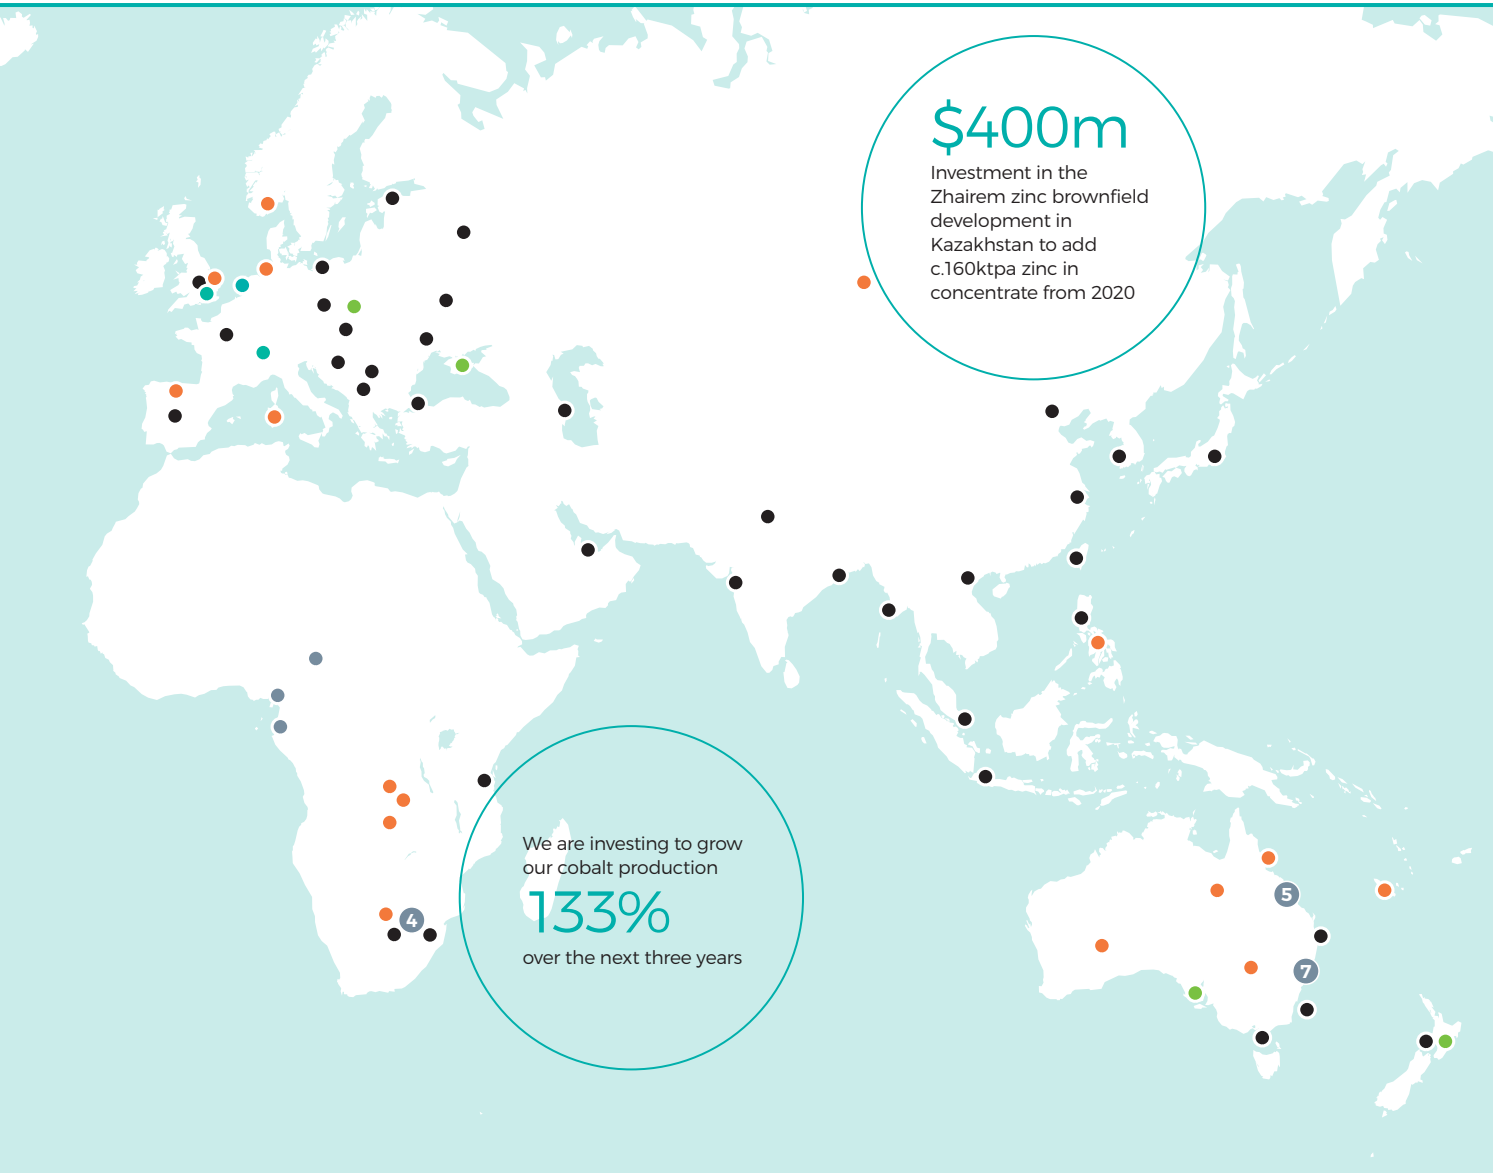 $400m
Investment in the
Zhairem zinc brownfield
development in
Kazakhstan to add
c.160ktpa zinc in
concentrate from 2020
We are investing to grow
our cobalt production
133%
over the next three years
4
5
7